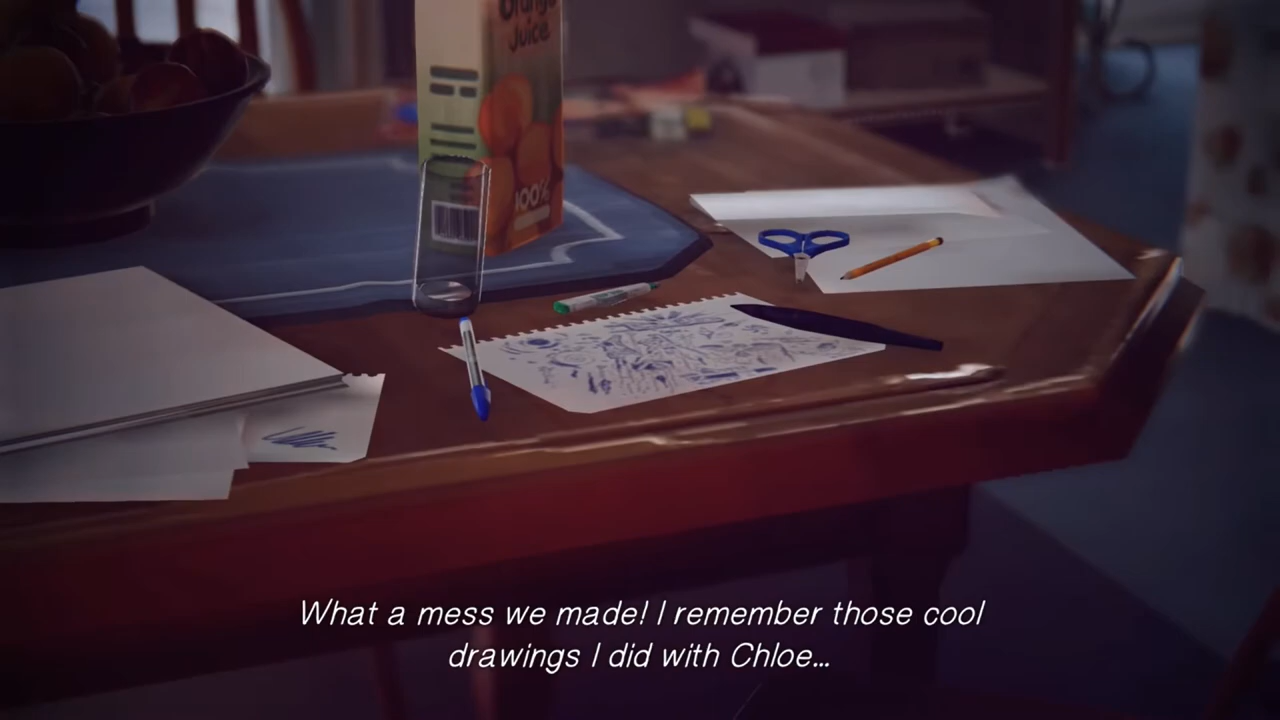 Orange
Juice
100%
What a mess we made! I remember those cool
drawings I did with Chloe...